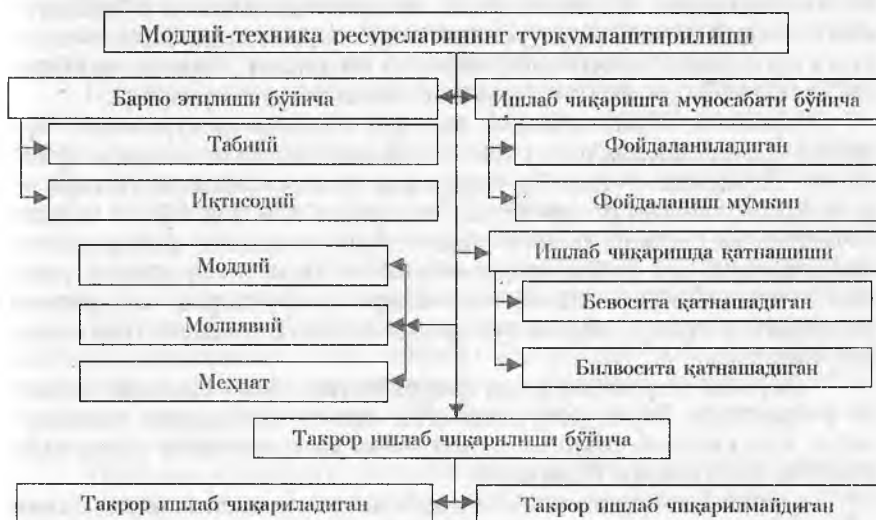 Моддий-техника ресурсларининг туркумлаштирилиши
Барпо этилиши бўйича
Ишлаб чиқаришга муносабати бўйича
Табиий
Фойдаланиладиган
Иқтисодий
Фойдаланиш мумкин
Моддий
Ишлаб чиқаришда қатнашиши
Молиявий
Бевосита қатнашадиган
Меҳнат
Билвосита қатнашадиган
Такрор ишлаб чиқарилиши бўйича
Такрор ишлаб чиқариладиган
Такрор ишлаб чиқарилмайдиган